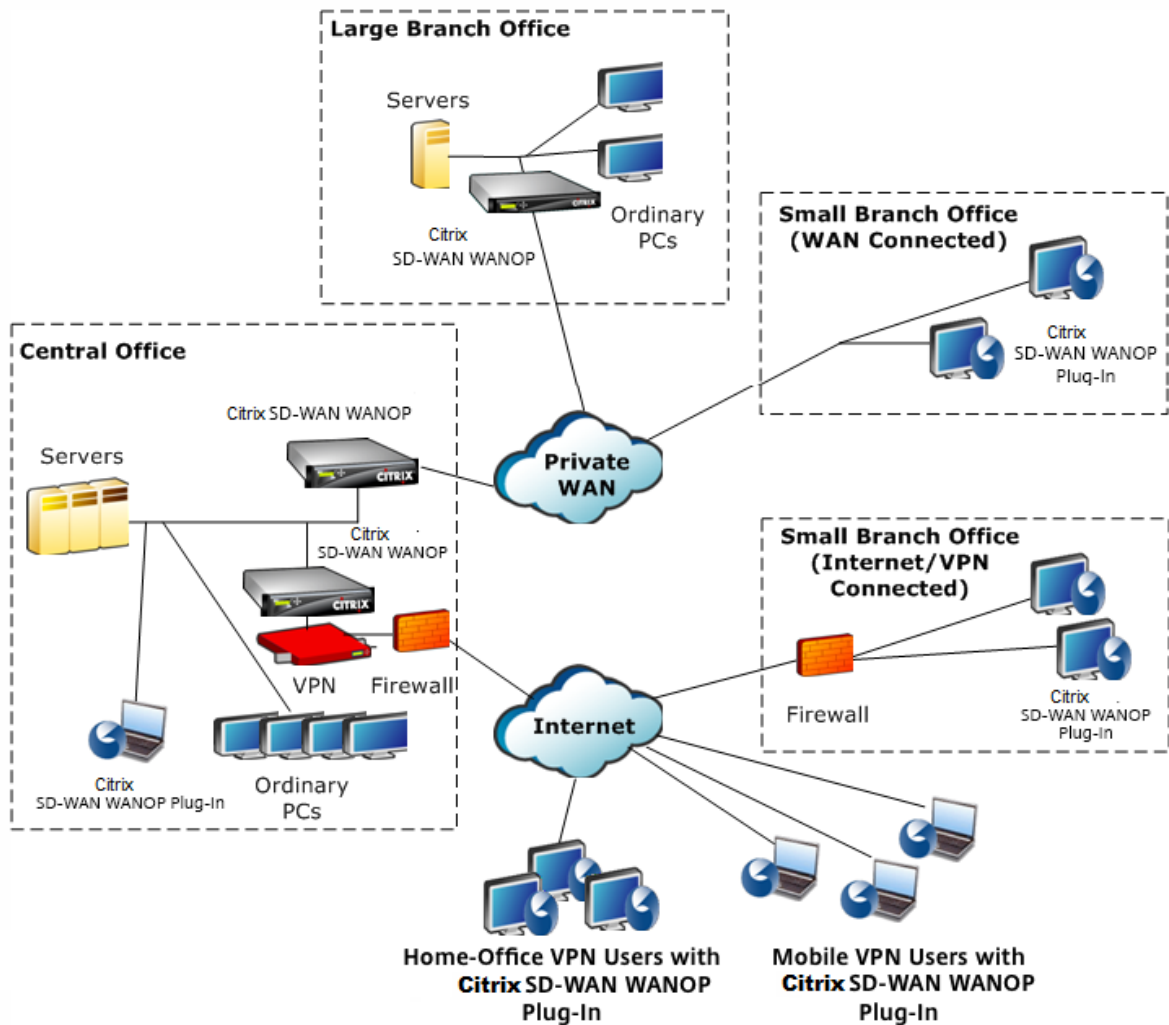 Large Branch Office
Servers
CITRIX
Ordinary
PCs
Citrix
SD-WAN WANOP
Small Branch Office
(WAN Connected)
Citrix
SD-WAN WANOP
Plug-In
Central Office
Citrix SD-WAN WANOP
Servers
CITRIX
Citrix
SD-WAN WANOP
CITRIX
VPN
Firewall
Citrix
SD-WAN WANOP Plug-In
Ordinary
PCs
Private
WAN
Small Branch Office
(Internet/VPN
Connected)
Firewall
Citrix
SD-WAN WANOP
Plug-In
Internet
Home-Office VPN Users with
Citrix SD-WAN WANOP
Plug-In
Mobile VPN Users with
Citrix SD-WAN WANOP
Plug-In